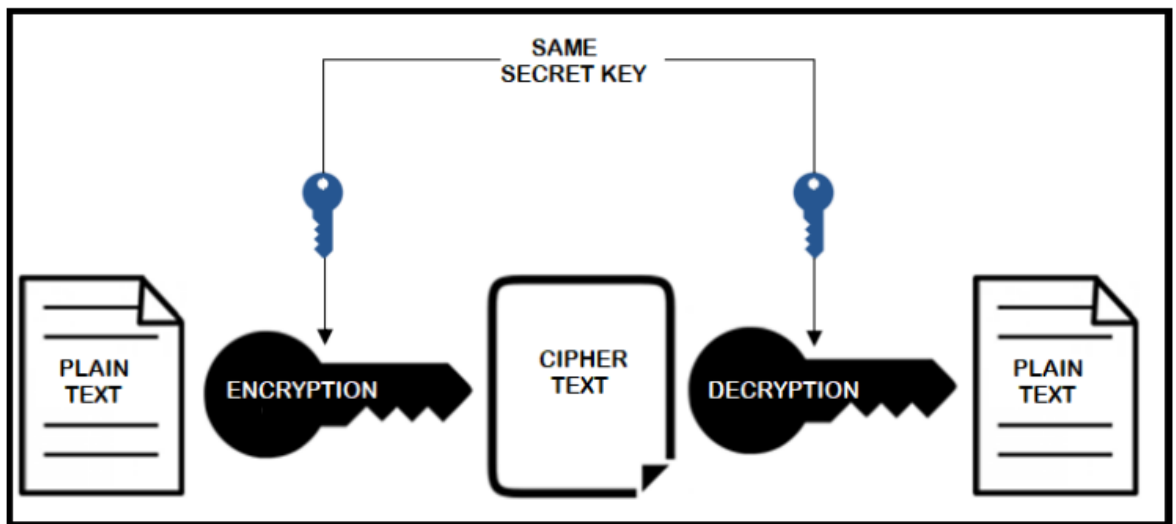 SAME
SECRET KEY
PLAIN
TEXT
ENCRYPTION
CIPHER
TEXT
DECRYPTION
PLAIN
TEXT